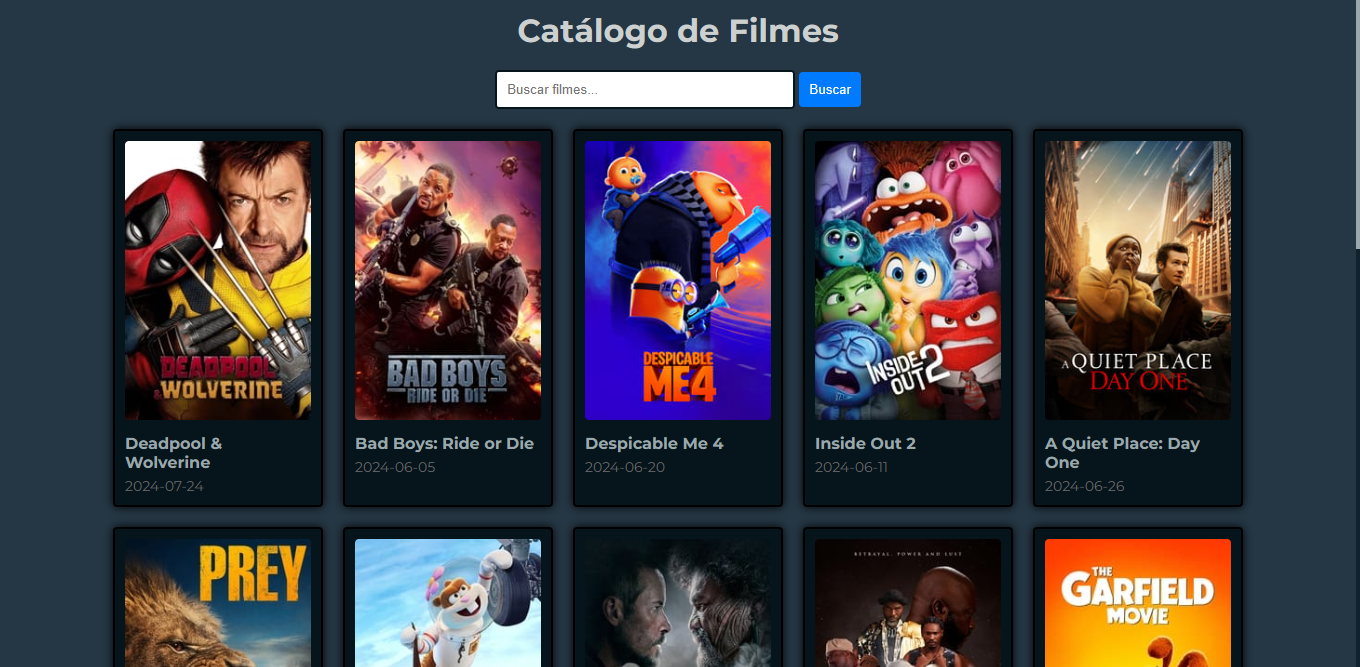 Catálogo de Filmes
Buscar filmes...
Buscar
DEADPOOL
& WOLVERINE
Deadpool &
Wolverine
2024-07-24
BAD BOYS
RIDE OR DIE
Bad Boys: Ride or Die
2024-06-05
DESPICABLE
ME 4
Despicable Me 4
2024-06-20
INSIDE
OUT 2
Inside Out 2
2024-06-11
A QUIET PLACE
DAY ONE
A Quiet Place: Day
One
2024-06-26
PREY
BETRAYAL, POWER AND LUST
THE
GARFIELD
MOVIE